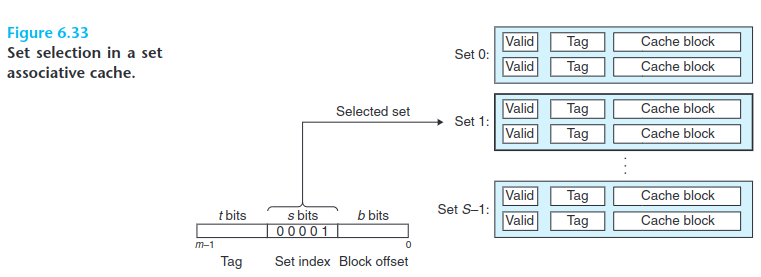 Figure 6.33
Set selection in a set
associative cache.
Set 0:
Valid Tag Cache block
Valid Tag Cache block
Selected set
Set 1:
Valid Tag Cache block
Valid Tag Cache block
Set S–1:
Valid Tag Cache block
Valid Tag Cache block
t bits s bits b bits
0 0 0 0 1
m–1 0
Tag Set index Block offset